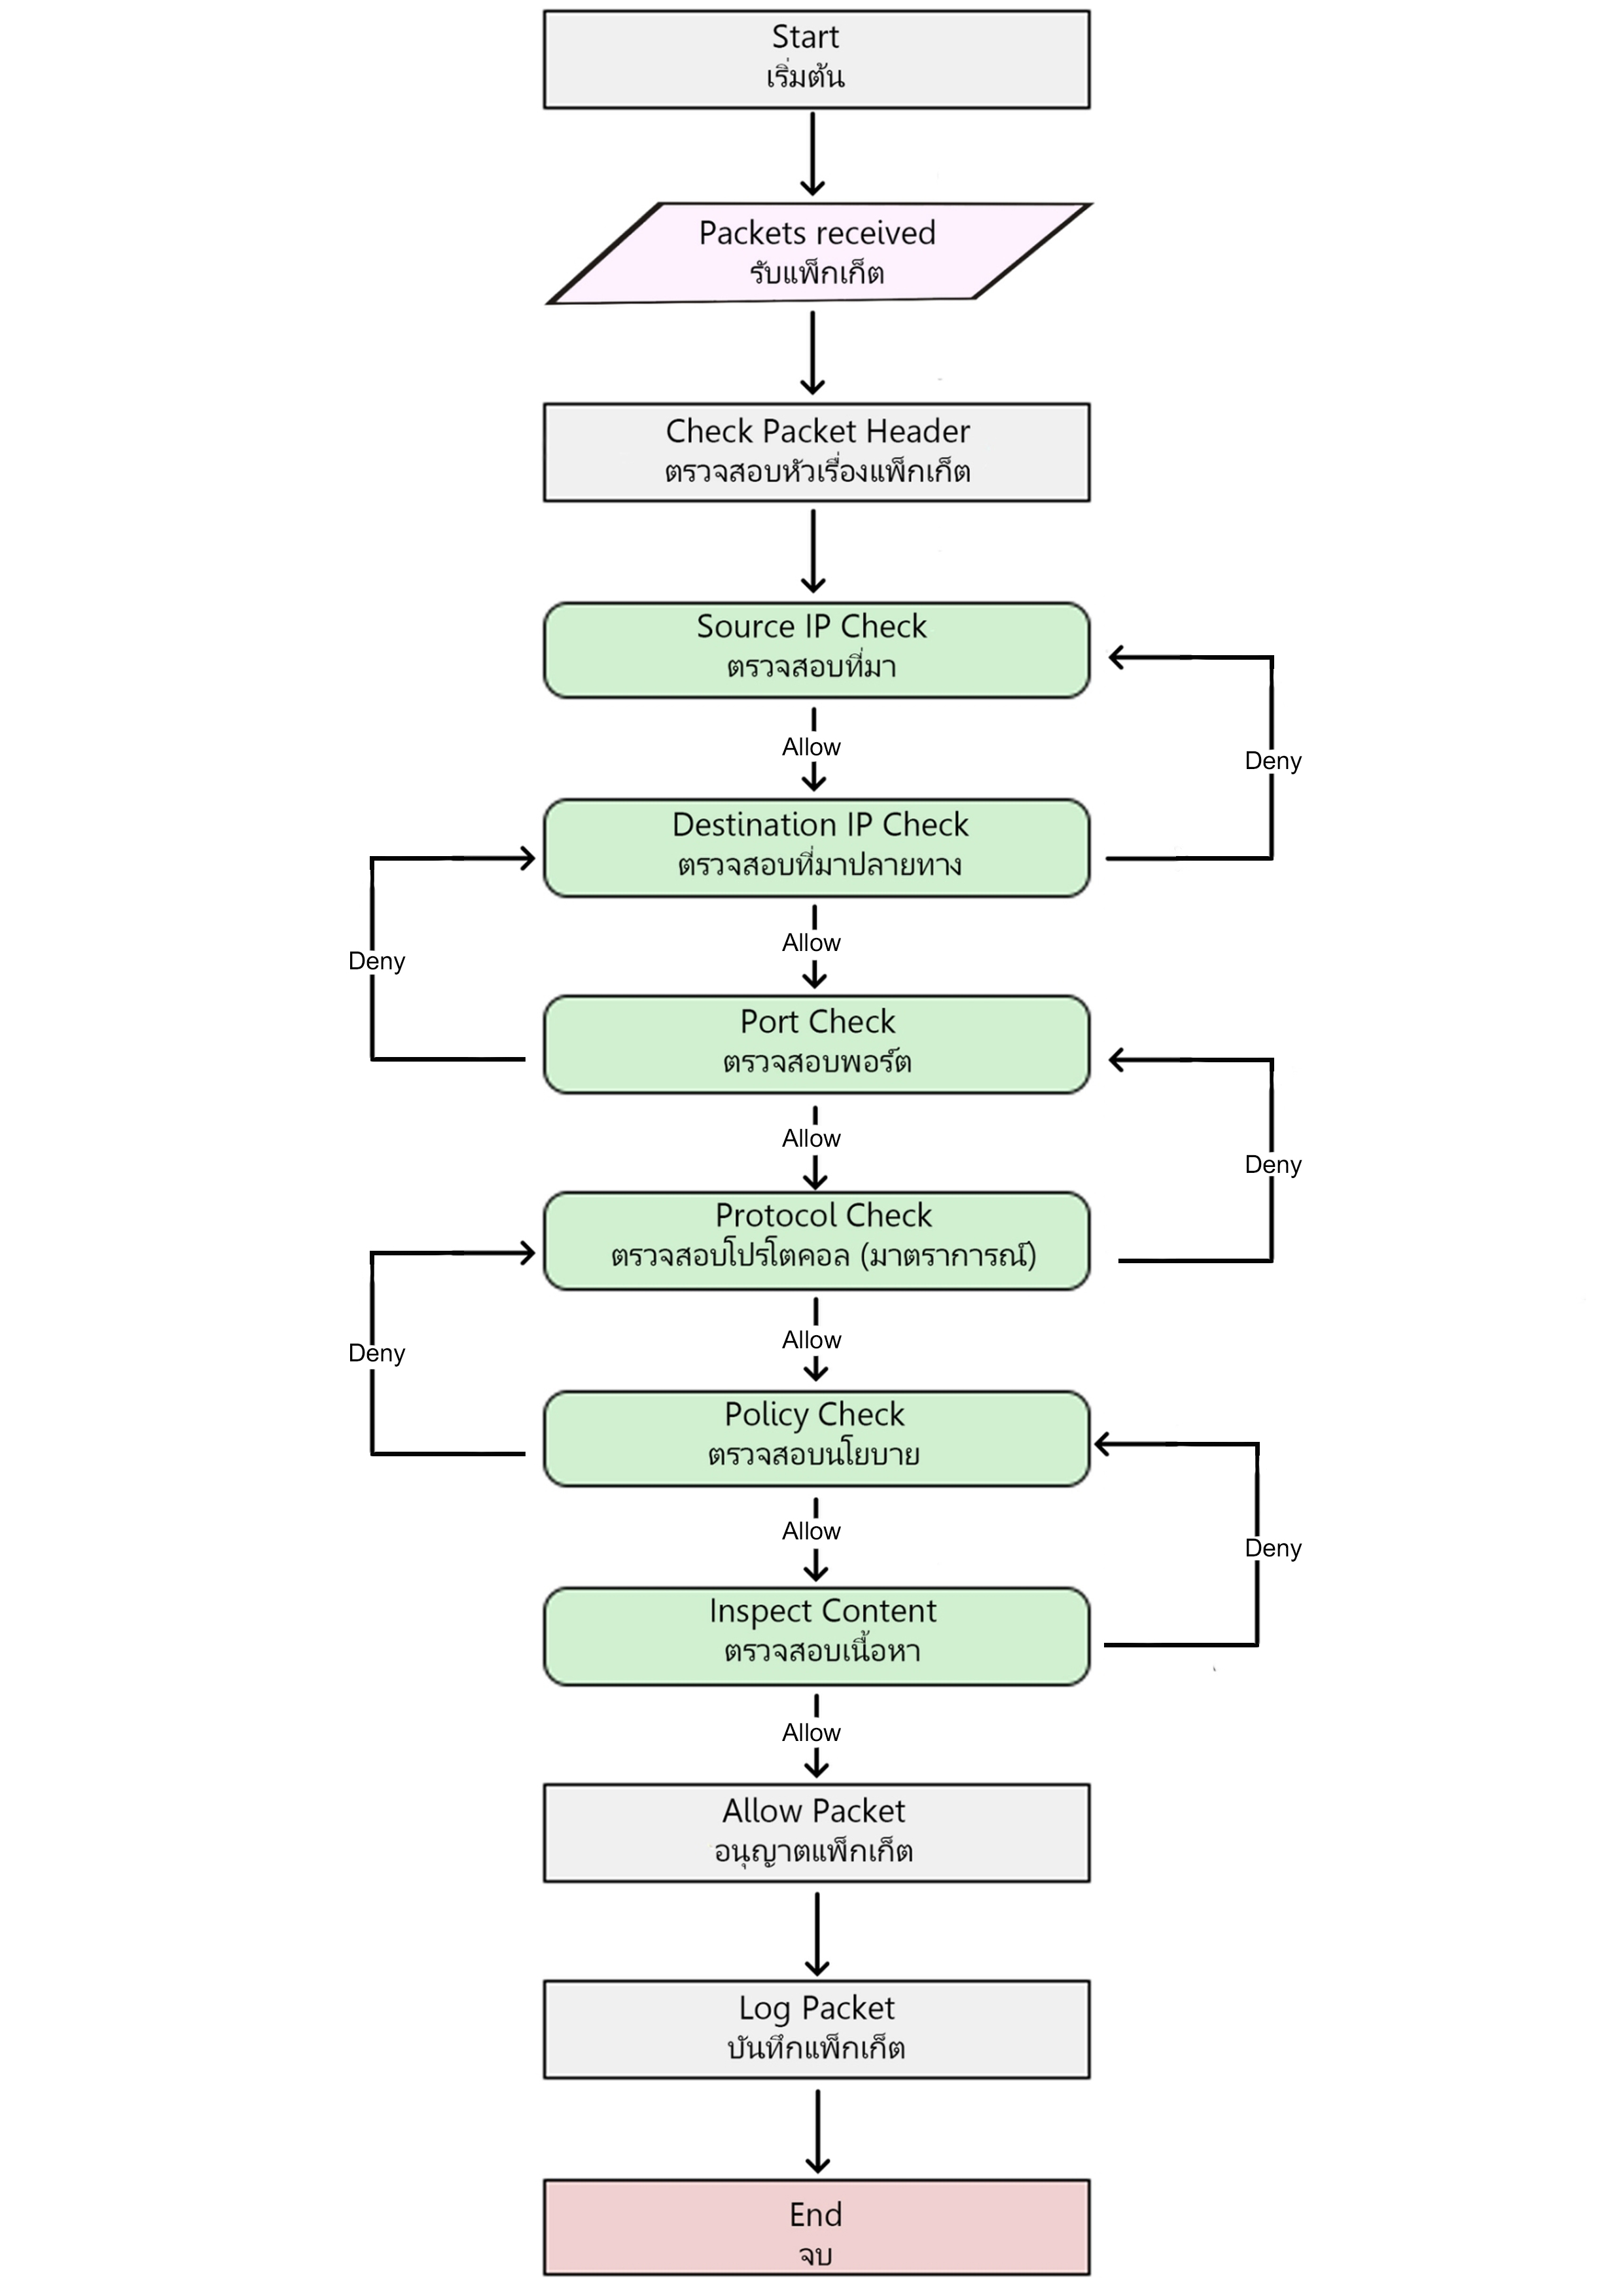 Start
เริ่มต้น
Packets received
รับแพ็กเก็ต
Check Packet Header
ตรวจสอบหัวเรื่องแพ็กเก็ต
Source IP Check
ตรวจสอบที่มา
Allow
Deny
Destination IP Check
ตรวจสอบที่มาปลายทาง
Allow
Deny
Port Check
ตรวจสอบพอร์ต
Allow
Deny
Protocol Check
ตรวจสอบโปรโตคอล (มาตราการณ์)
Allow
Deny
Policy Check
ตรวจสอบนโยบาย
Allow
Deny
Inspect Content
ตรวจสอบเนื้อหา
Allow
Allow Packet
อนุญาตแพ็กเก็ต
Log Packet
บันทึกแพ็กเก็ต
End
จบ